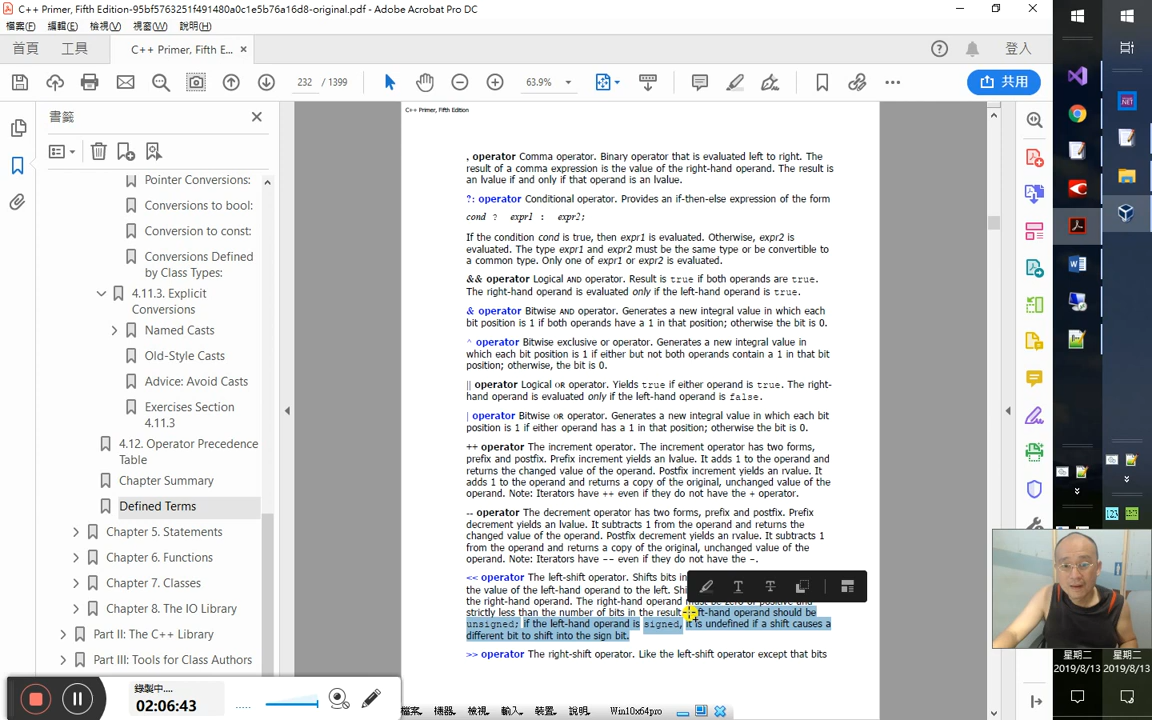 C++ Primer, Fifth Edition-95bf5763251f491480a0c1e5b76a16d8-original.pdf - Adobe Acrobat Pro DC
檔案(F) 編輯(E) 檢視(V) 視窗(W) 說明(H)
首頁 工具 C++ Primer, Fifth E... × 登入
232 / 1399 63.9% 共用
書籤
Pointer Conversions:
Conversions to bool:
Conversion to const:
Conversions Defined
by Class Types:
4.11.3. Explicit
Conversions
Named Casts
Old-Style Casts
Advice: Avoid Casts
Exercises Section
4.11.3
4.12. Operator Precedence
Table
Chapter Summary
Defined Terms
Chapter 5. Statements
Chapter 6. Functions
Chapter 7. Classes
Chapter 8. The IO Library
Part II: The C++ Library
Part III: Tools for Class Authors
C++ Primer, Fifth Edition
, operator Comma operator. Binary operator that is evaluated left to right. The
result of a comma expression is the value of the right-hand operand. The result is
an lvalue if and only if that operand is an lvalue.
?: operator Conditional operator. Provides an if-then-else expression of the form
cond ? expr1 : expr2;
If the condition cond is true, then expr1 is evaluated. Otherwise, expr2 is
evaluated. The type expr1 and expr2 must be the same type or be convertible to
a common type. Only one of expr1 or expr2 is evaluated.
&& operator Logical AND operator. Result is true if both operands are true.
The right-hand operand is evaluated only if the left-hand operand is true.
& operator Bitwise AND operator. Generates a new integral value in which each
bit position is 1 if both operands have a 1 in that position; otherwise the bit is 0.
^ operator Bitwise exclusive or operator. Generates a new integral value in
which each bit position is 1 if either but not both operands contain a 1 in that bit
position; otherwise, the bit is 0.
|| operator Logical OR operator. Yields true if either operand is true. The right-
hand operand is evaluated only if the left-hand operand is false.
| operator Bitwise OR operator. Generates a new integral value in which each bit
position is 1 if either operand has a 1 in that position; otherwise the bit is 0.
++ operator The increment operator. The increment operator has two forms,
prefix and postfix. Prefix increment yields an lvalue. It adds 1 to the operand and
returns the changed value of the operand. Postfix increment yields an rvalue. It
adds 1 to the operand and returns a copy of the original, unchanged value of the
operand. Note: Iterators have ++ even if they do not have the + operator.
-- operator The decrement operator has two forms, prefix and postfix. Prefix
decrement yields an lvalue. It subtracts 1 from the operand and returns the
changed value of the operand. Postfix decrement yields an rvalue. It subtracts 1
from the operand and returns a copy of the original, unchanged value of the
operand. Note: Iterators have -- even if they do not have the -.
<< operator The left-shift operator. Shifts bits in
the value of the left-hand operand to the left. Shi
the right-hand operand. The right-hand operand must be zero or positive and
strictly less than the number of bits in the result left-hand operand should be
unsigned; if the left-hand operand is signed, it is undefined if a shift causes a
different bit to shift into the sign bit.
>> operator The right-shift operator. Like the left-shift operator except that bits
錄製中....
02:06:43
檔案, 機器, 檢視, 輸入, 裝置, 說明, Win10x64pro
星期二 星期二
2019/8/13 2019/8/13